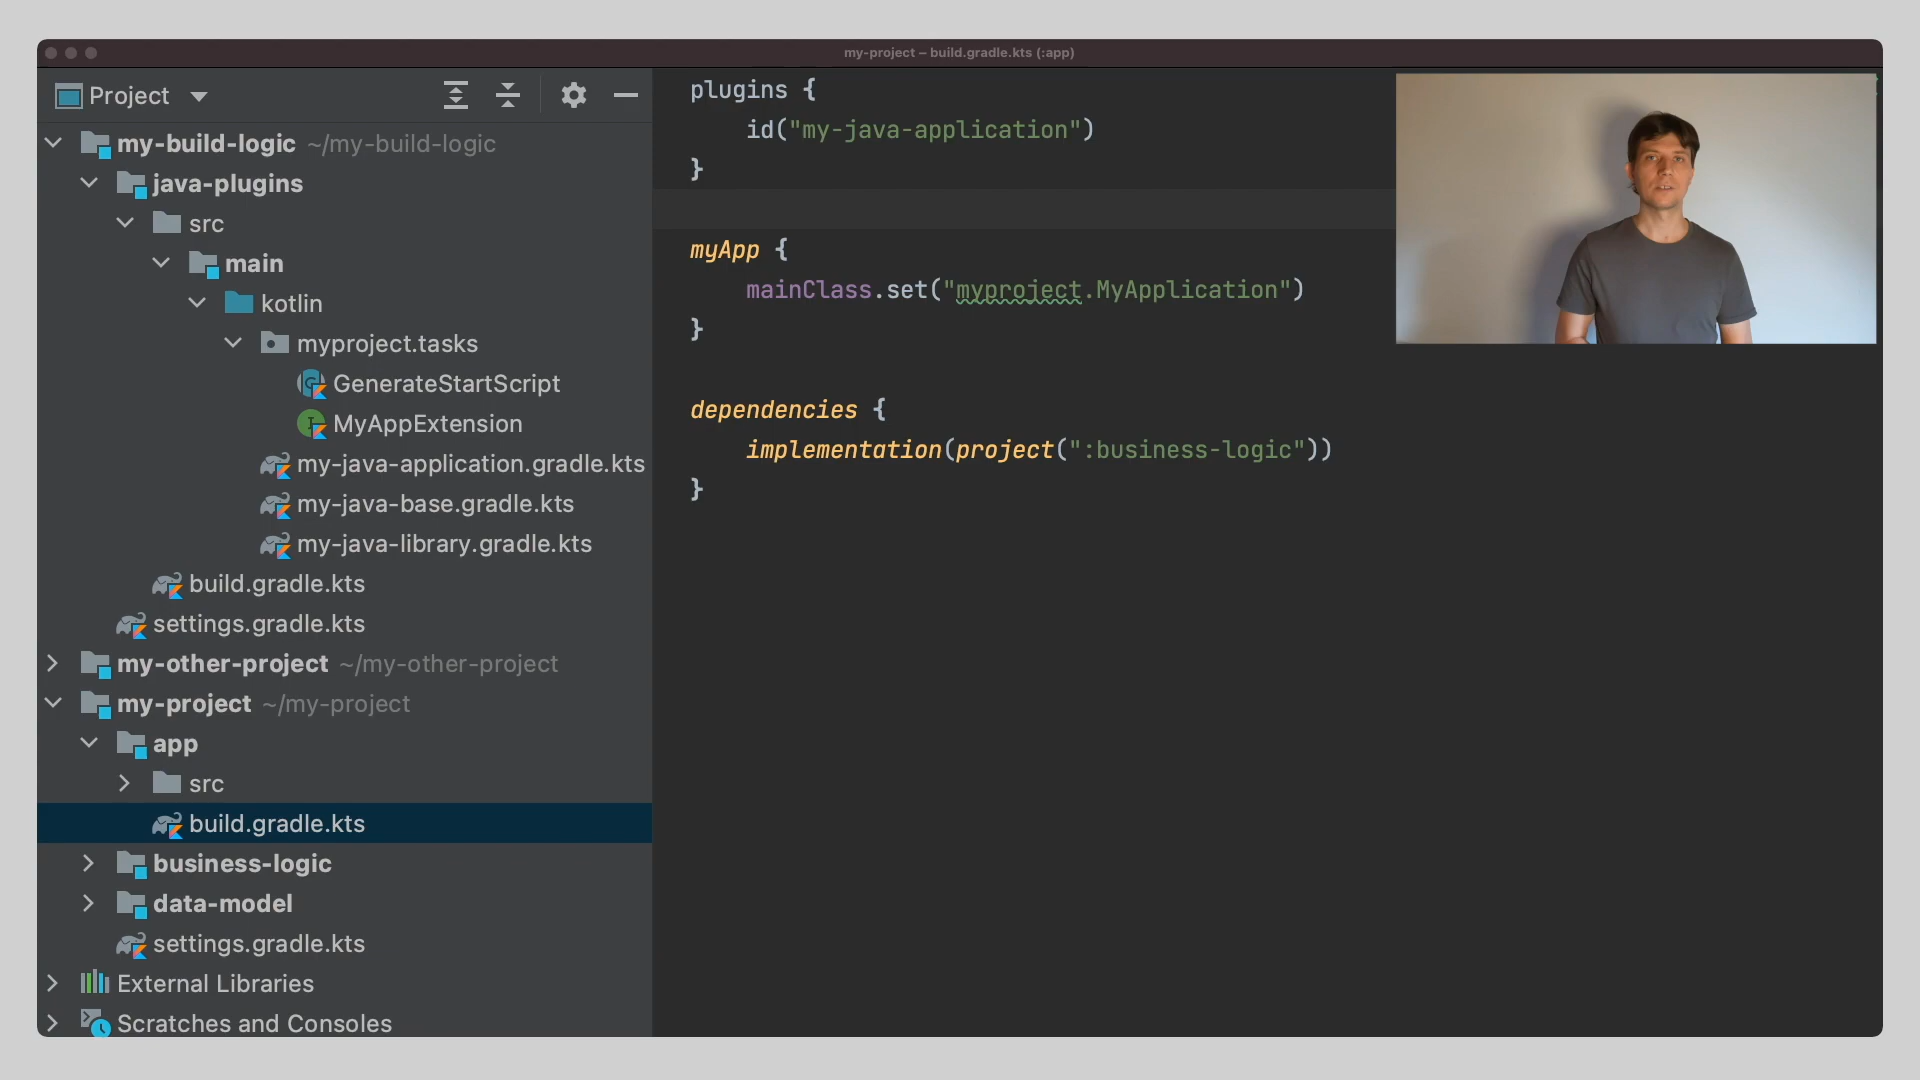 my-project – build.gradle.kts (:app)
Project
my-build-logic ~/my-build-logic
java-plugins
src
main
kotlin
myproject.tasks
GenerateStartScript
MyAppExtension
my-java-application.gradle.kts
my-java-base.gradle.kts
my-java-library.gradle.kts
build.gradle.kts
settings.gradle.kts
my-other-project ~/my-other-project
my-project ~/my-project
app
src
build.gradle.kts
business-logic
data-model
settings.gradle.kts
External Libraries
Scratches and Consoles
plugins {
id("my-java-application")
}
myApp {
mainClass.set("myproject.MyApplication")
}
dependencies {
implementation(project(":business-logic"))
}